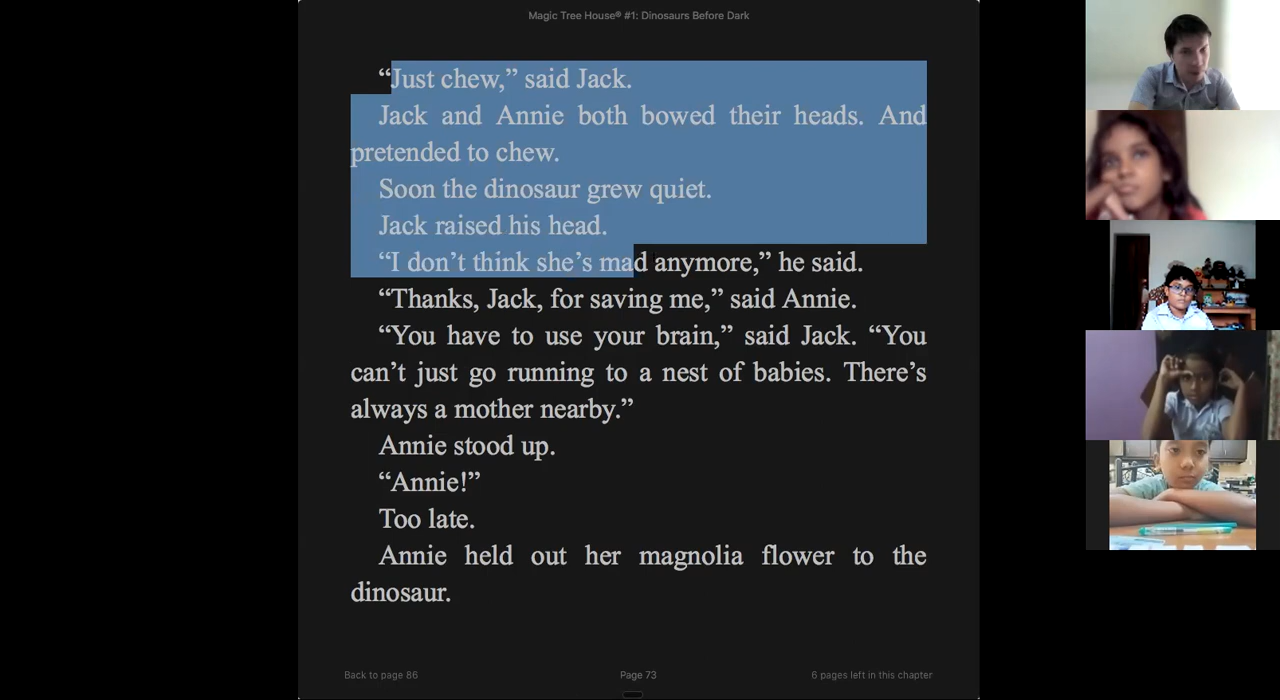 Magic Tree House® #1: Dinosaurs Before Dark
“Just chew,” said Jack.
Jack and Annie both bowed their heads. And
pretended to chew.
Soon the dinosaur grew quiet.
Jack raised his head.
“I don’t think she’s mad anymore,” he said.
“Thanks, Jack, for saving me,” said Annie.
“You have to use your brain,” said Jack. “You
can’t just go running to a nest of babies. There’s
always a mother nearby.”
Annie stood up.
“Annie!”
Too late.
Annie held out her magnolia flower to the
dinosaur.
Back to page 86
Page 73
6 pages left in this chapter